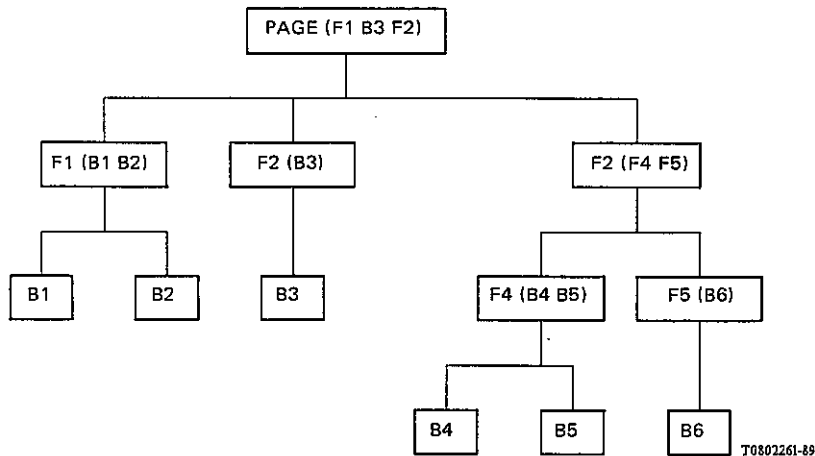 PAGE (F1 B3 F2)
F1 (B1 B2)
F2 (B3)
F2 (F4 F5)
B1
B2
B3
F4 (B4 B5)
F5 (B6)
B4
B5
B6
T0802261-89